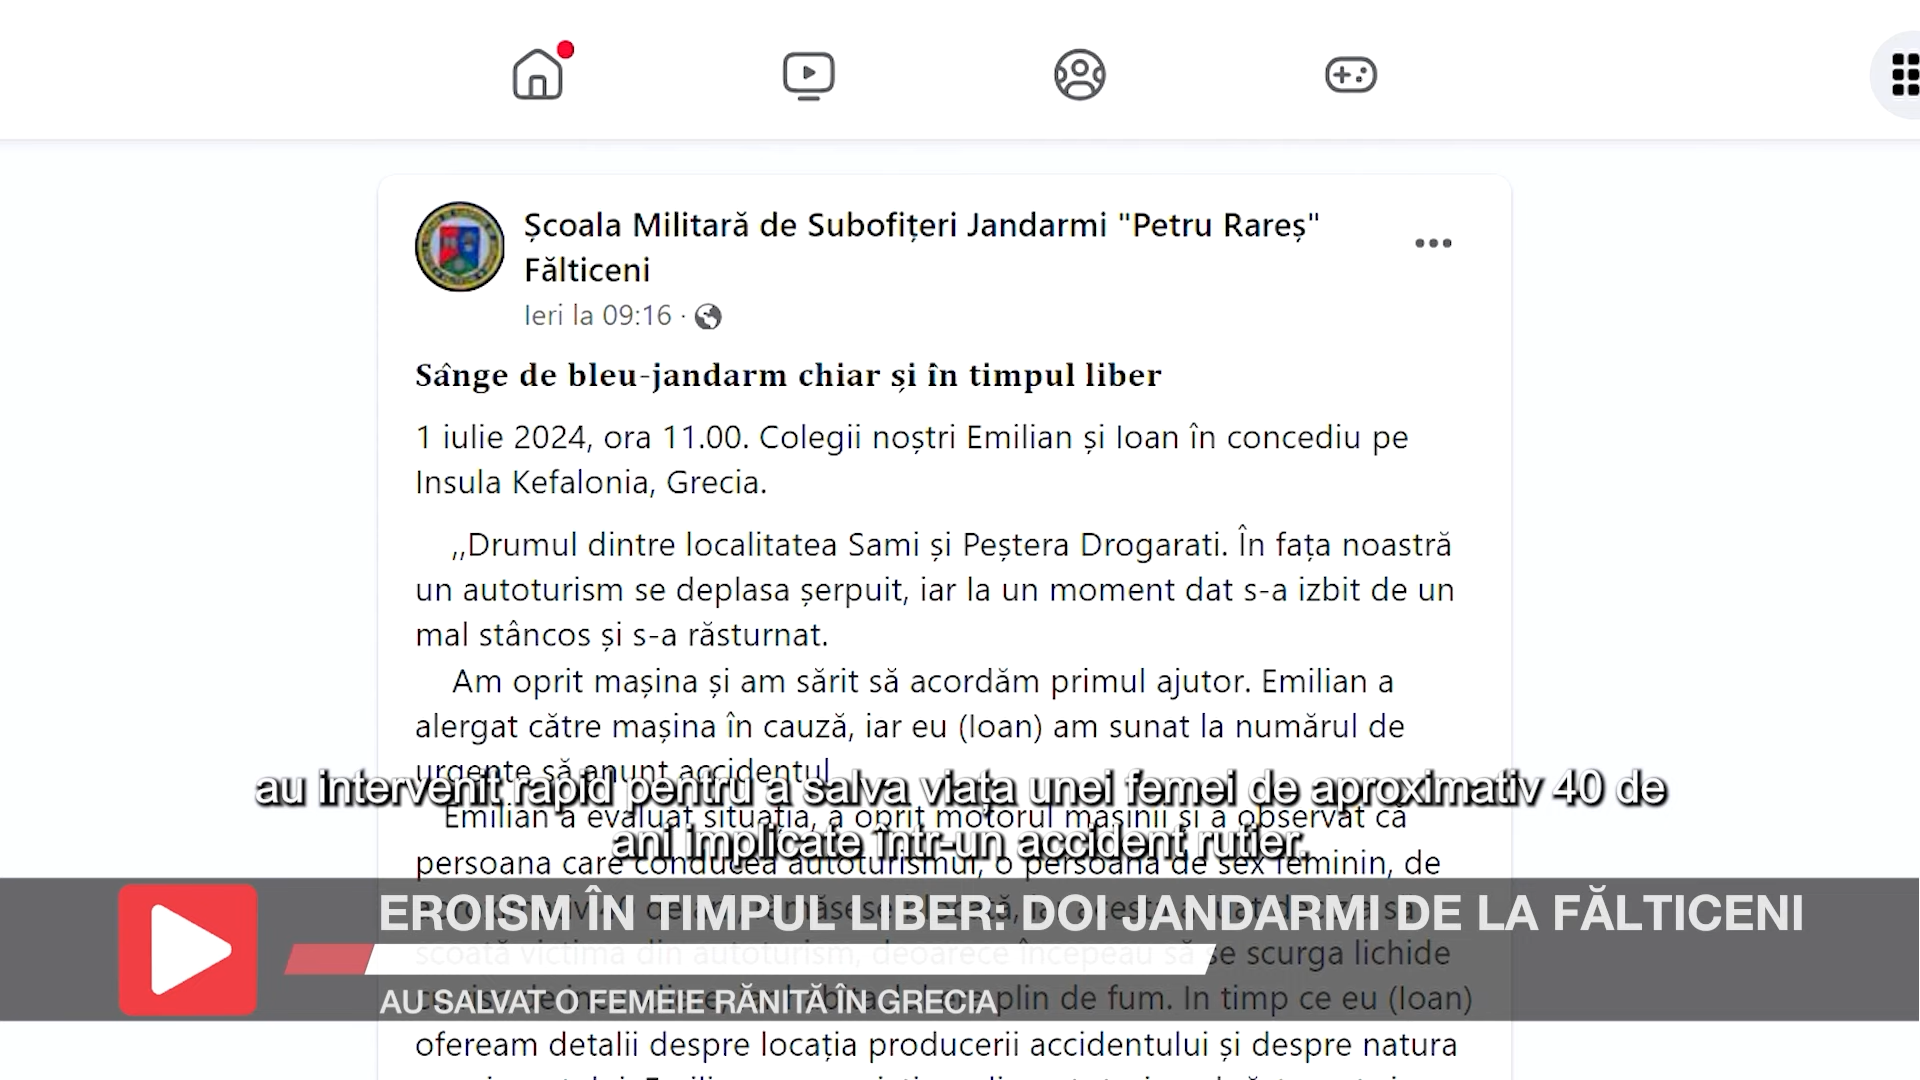 Școala Militară de Subofițeri Jandarmi "Petru Rareș"
Fălticeni
Ieri la 09:16 ·
Sânge de bleu-jandarm chiar și în timpul liber
1 iulie 2024, ora 11.00. Colegii noștri Emilian și Ioan în concediu pe
Insula Kefalonia, Grecia.
,,Drumul dintre localitatea Sami și Peștera Drogarati. În fața noastră
un autoturism se deplasa șerpuit, iar la un moment dat s-a izbit de un
mal stâncos și s-a răsturnat.
Am oprit mașina și am sărit să acordăm primul ajutor. Emilian a
alergat către mașina în cauză, iar eu (Ioan) am sunat la numărul de
urgențe să anunț accidentul.
au intervenit rapid pentru a salva viața unei femei de aproximativ 40 de
Emilian a evaluat situația, a oprit motorul mașinii și a observat că
ani implicate într-un accident rutier.
persoana care conducea autoturismul, o persoană de sex feminin, de
EROISM ÎN TIMPUL LIBER: DOI JANDARMI DE LA FĂLTICENI
scoată victima din autoturism, deoarece începeau să se scurga lichide
AU SALVAT O FEMEIE RĂNITĂ ÎN GRECIA
plin de fum. In timp ce eu (Ioan)
ofeream detalii despre locația producerii accidentului și despre natura